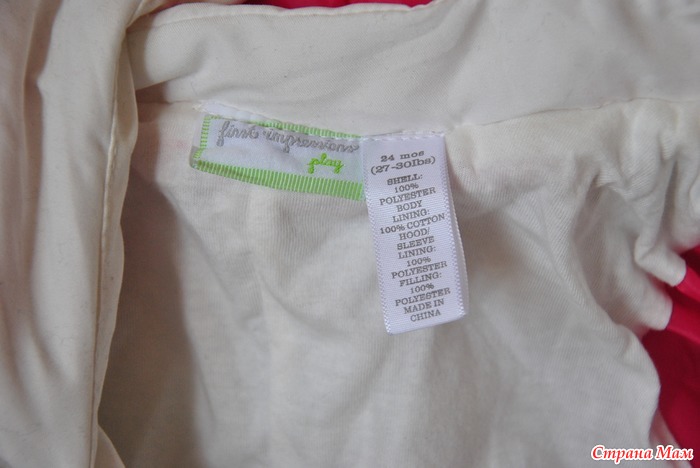 first impressions
play
24 mos
(27-30lbs)
SHELL:
100%
POLYESTER
BODY
LINING:
100% COTTON
HOOD/
SLEEVE
LINING:
100%
POLYESTER
FILLING:
100%
POLYESTER
MADE IN
CHINA
Страна Мам